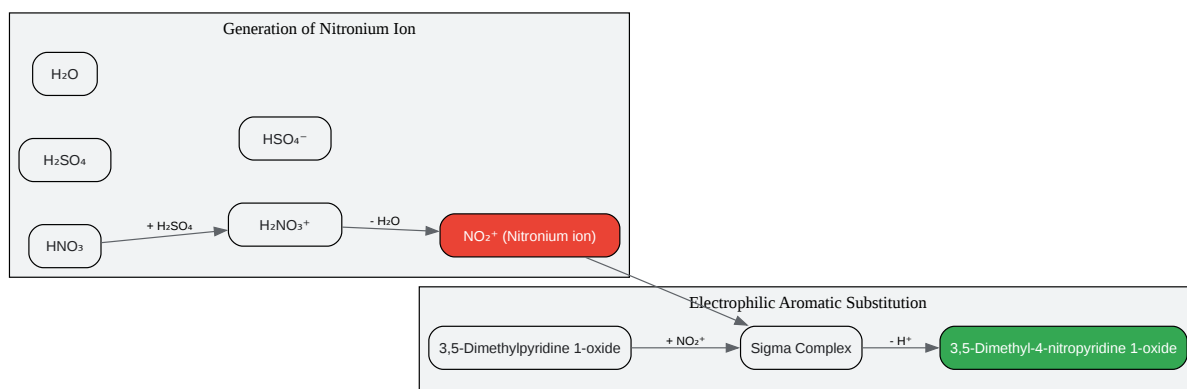 Generation of Nitronium Ion
H₂O
HSO₄⁻
H₂SO₄
+ H₂SO₄
H₂NO₃⁺
- H₂O
HNO₃
NO₂⁺ (Nitronium ion)
Electrophilic Aromatic Substitution
3,5-Dimethylpyridine 1-oxide
+ NO₂⁺
Sigma Complex
- H⁺
3,5-Dimethyl-4-nitropyridine 1-oxide